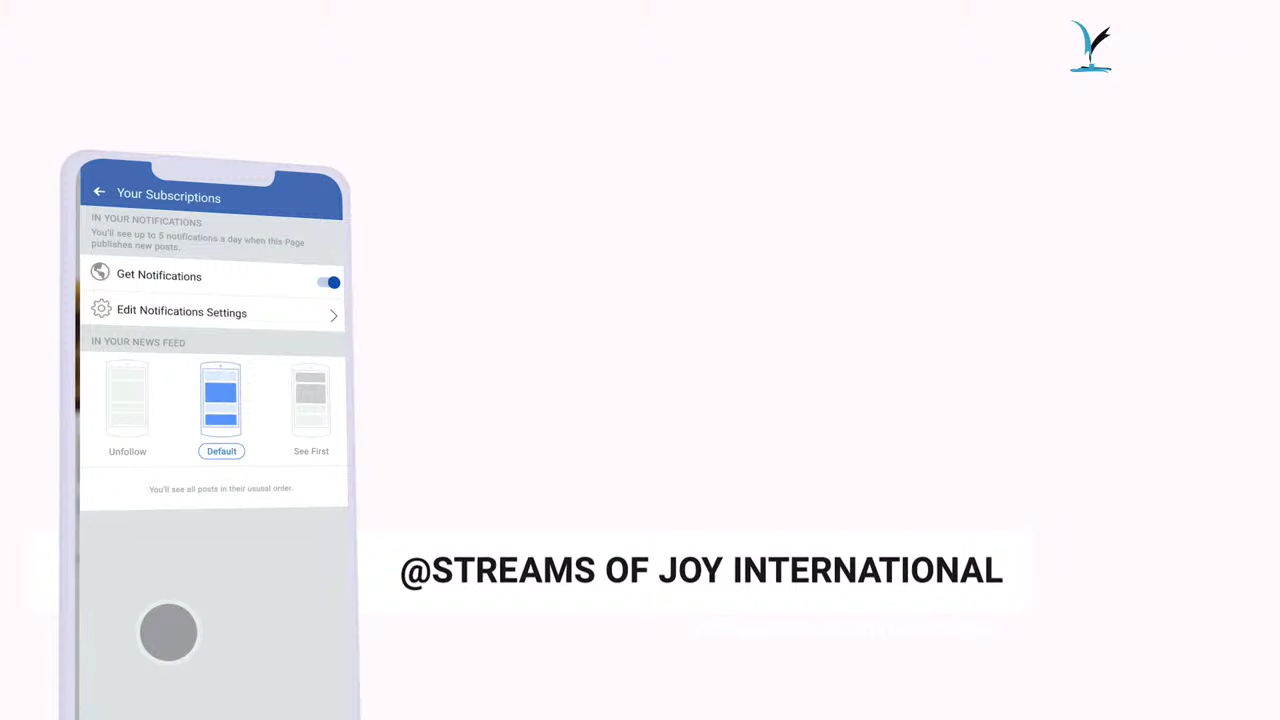 Your Subscriptions
IN YOUR NOTIFICATIONS
You'll see up to 5 notifications a day when this Page
publishes new posts.
Get Notifications
Edit Notifications Settings
IN YOUR NEWS FEED
Unfollow
Default
See First
You'll see all posts in their ususal order.
@STREAMS OF JOY INTERNATIONAL